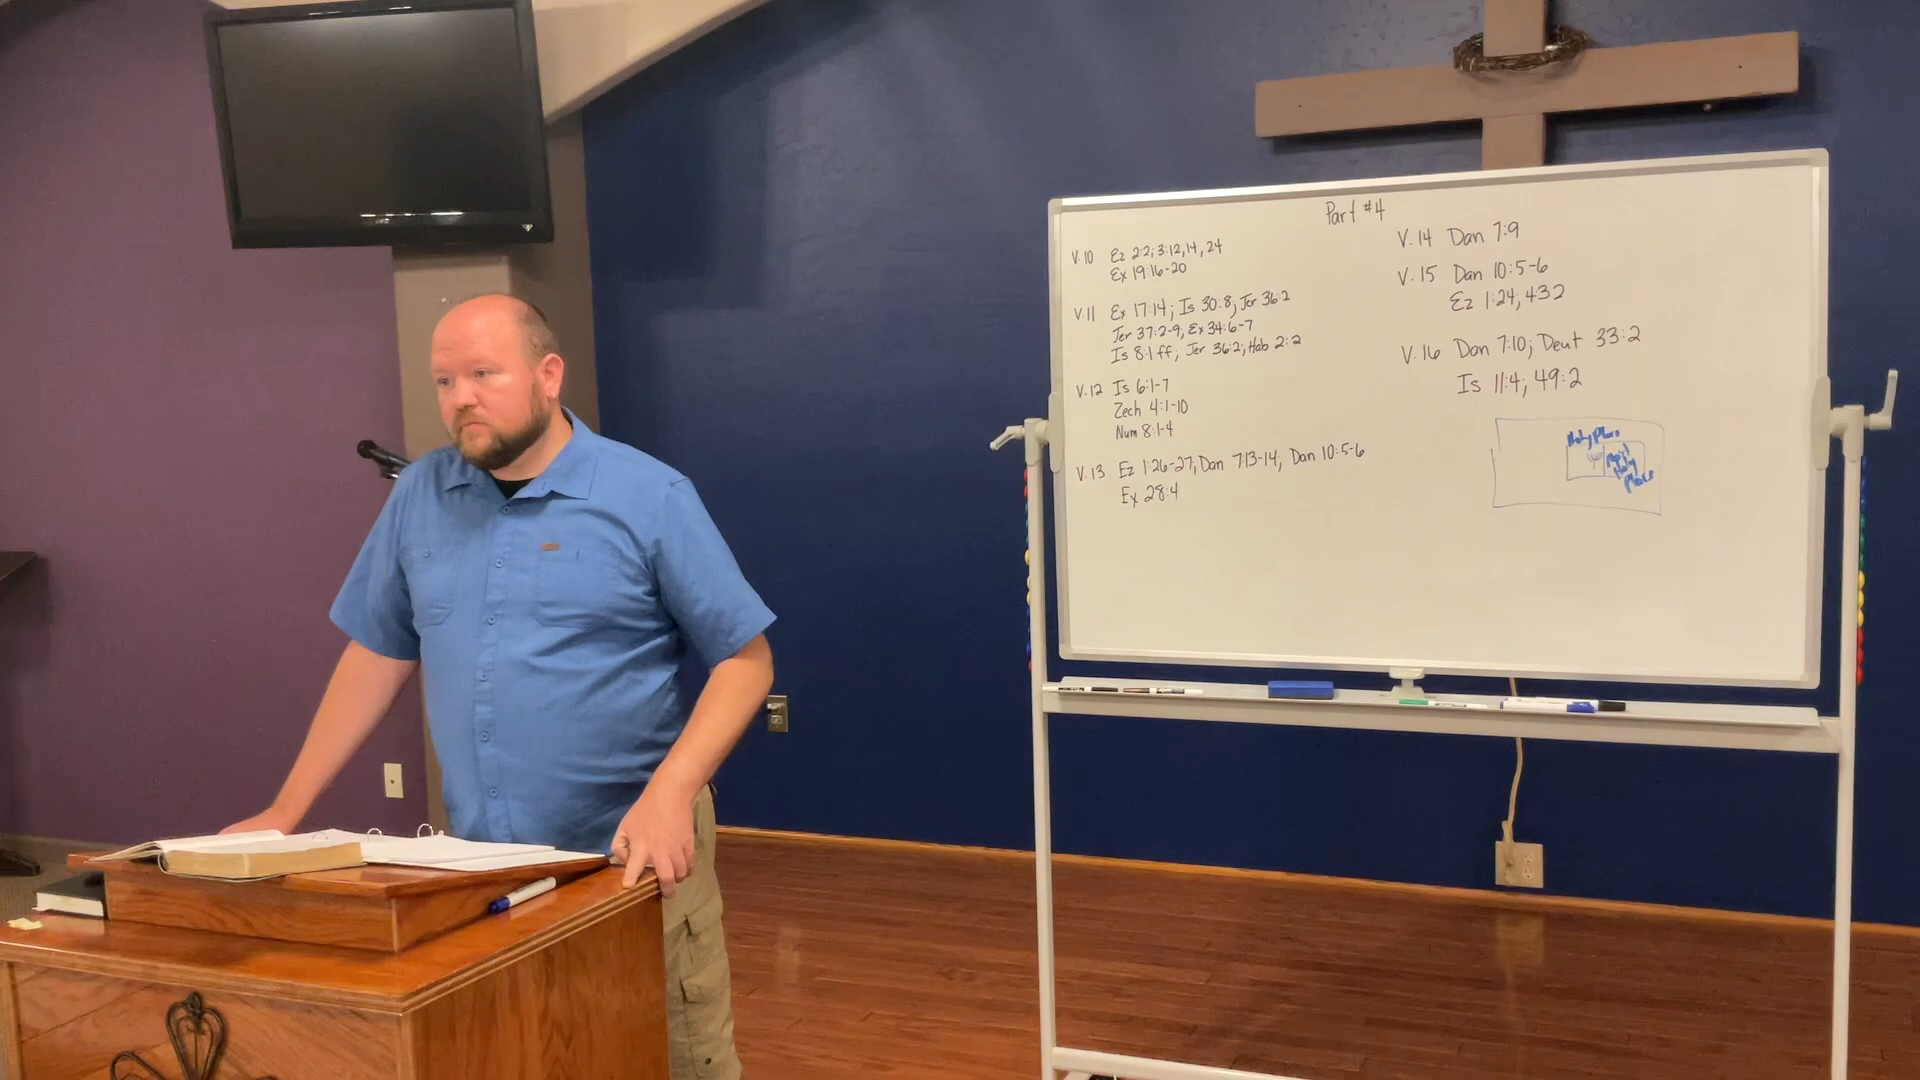 Part #4
V.10 Ez 2:2; 3:12,14,24
Ex 19:16-20
V.11 Ex 17:14; Is 30:8; Jer 36:2
Jer 37:2-9, Ex 34:6-7
Is 8:1ff; Jer 36:2; Hab 2:2
V.12 Is 6:1-7
Zech 4:1-10
Num 8:1-4
V.13 Ez 1:26-27, Dan 7:13-14; Dan 10:5-6
Ex 28:4
V.14 Dan 7:9
V.15 Dan 10:5-6
Ez 1:24; 43:2
V.16 Dan 7:10; Deut 33:2
Is 11:4; 49:2
Holy Place
Most
Holy
Place